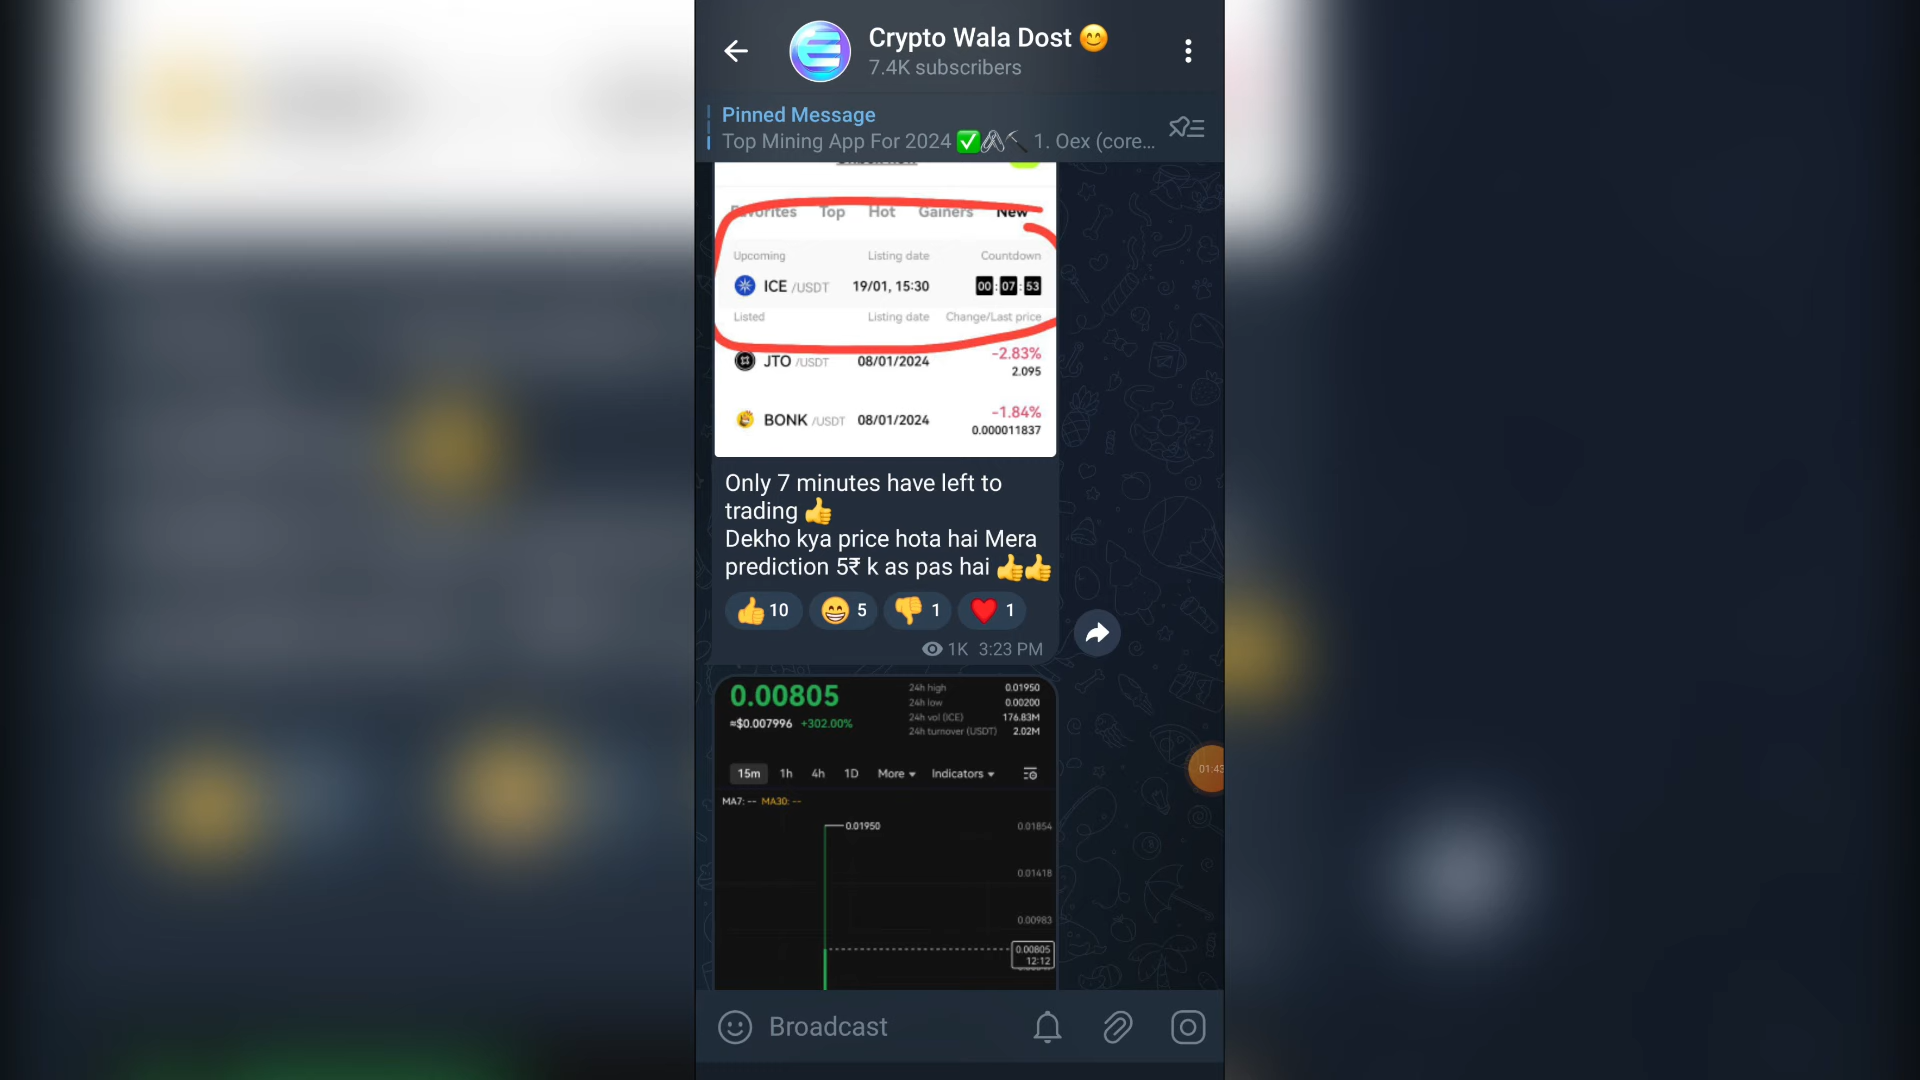 Crypto Wala Dost 😊
7.4K subscribers
Pinned Message
Top Mining App For 2024 ✅⛏ 1. Oex (core...
Favorites Top Hot Gainers New
Upcoming Listing date Countdown
ICE /USDT 19/01, 15:30 00:07:53
Listed Listing date Change/Last price
JTO /USDT 08/01/2024 -2.83%
2.095
BONK /USDT 08/01/2024 -1.84%
0.000011837
Only 7 minutes have left to
trading 👍
Dekho kya price hota hai Mera
prediction 5₹ k as pas hai 👍👍
👍 10 😁 5 👎 1 ❤️ 1
1K 3:23 PM
0.00805
≈$0.007996 +302.00%
24h high 0.01950
24h low 0.00200
24h vol (ICE) 176.83M
24h turnover (USDT) 2.02M
15m 1h 4h 1D More Indicators
MA7: -- MA30: --
0.01950
0.01854
0.01418
0.00983
0.00805
12:12
01:43
Broadcast